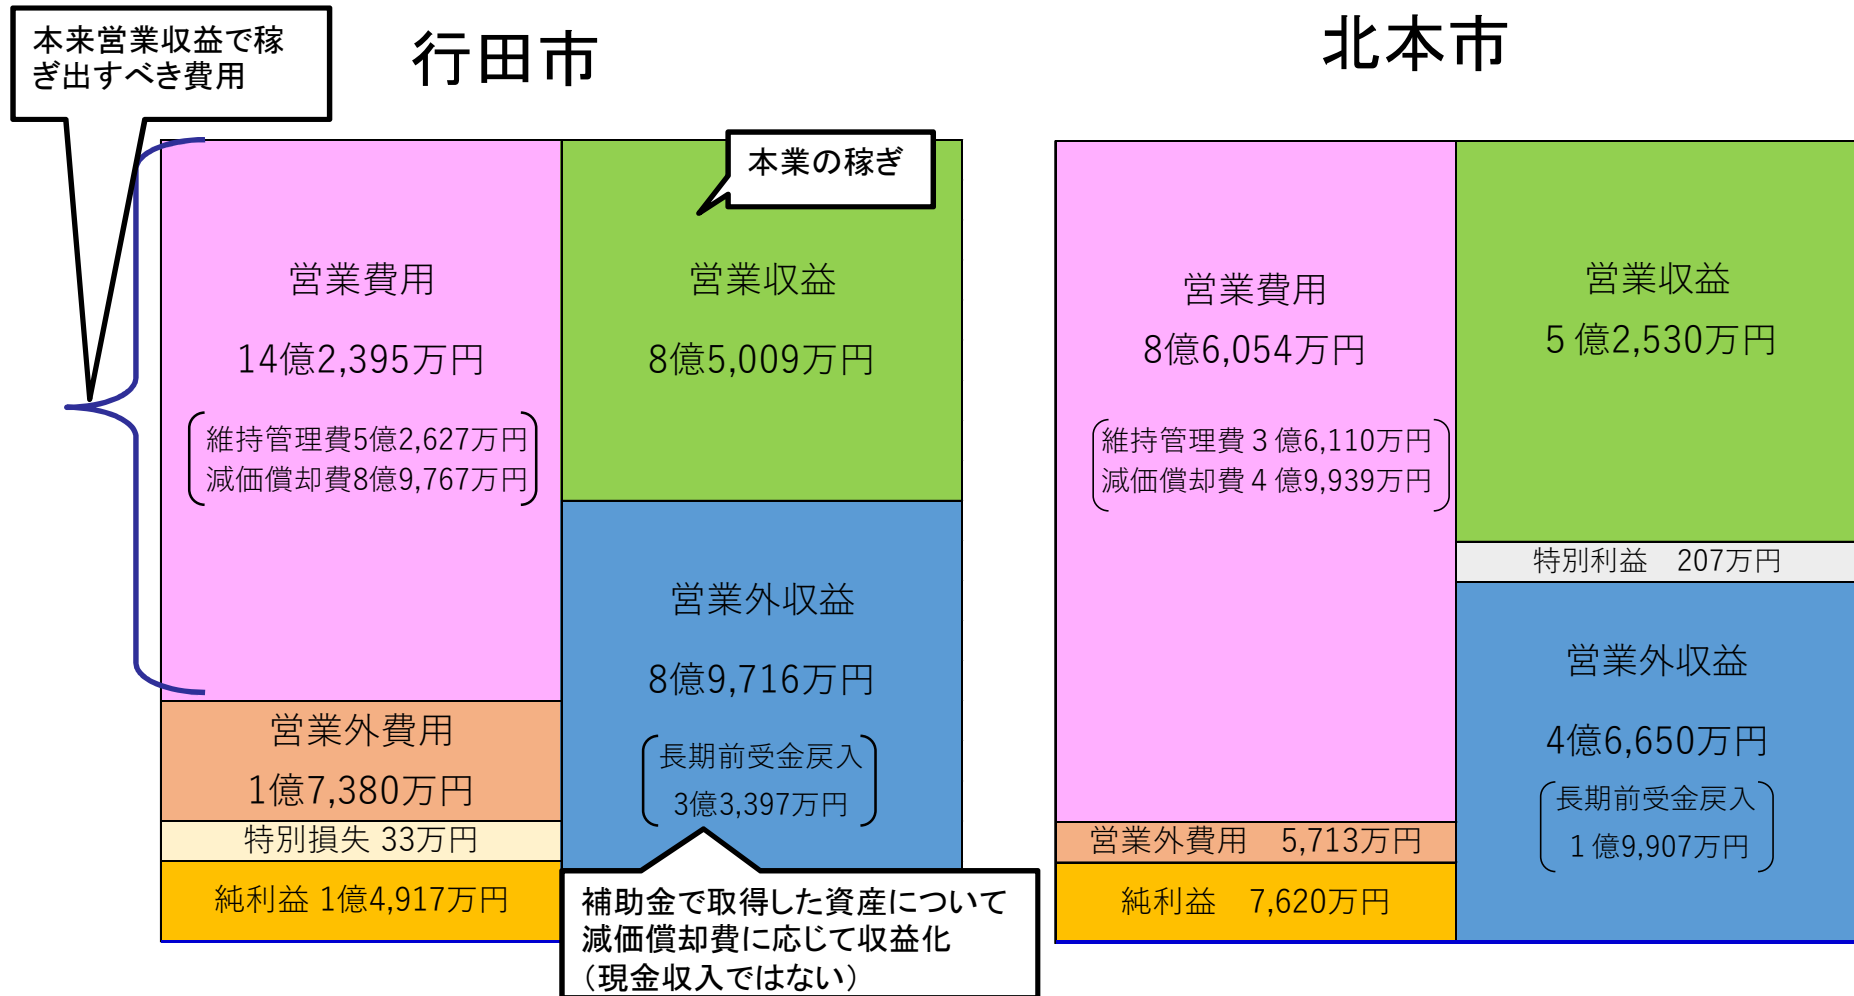 本来営業収益で稼
ぎ出すべき費用
行田市
本業の稼ぎ
営業費用
14億2,395万円
維持管理費5億2,627万円
減価償却費8億9,767万円
営業収益
8億5,009万円
営業外費用
1億7,380万円
特別損失 33万円
純利益 1億4,917万円
営業外収益
8億9,716万円
長期前受金戻入
3億3,397万円
補助金で取得した資産について
減価償却費に応じて収益化
（現金収入ではない）
北本市
営業費用
8億6,054万円
維持管理費３億6,110万円
減価償却費４億9,939万円
営業外費用　5,713万円
純利益　7,620万円
営業収益
５億2,530万円
特別利益　207万円
営業外収益
4億6,650万円
長期前受金戻入
１億9,907万円